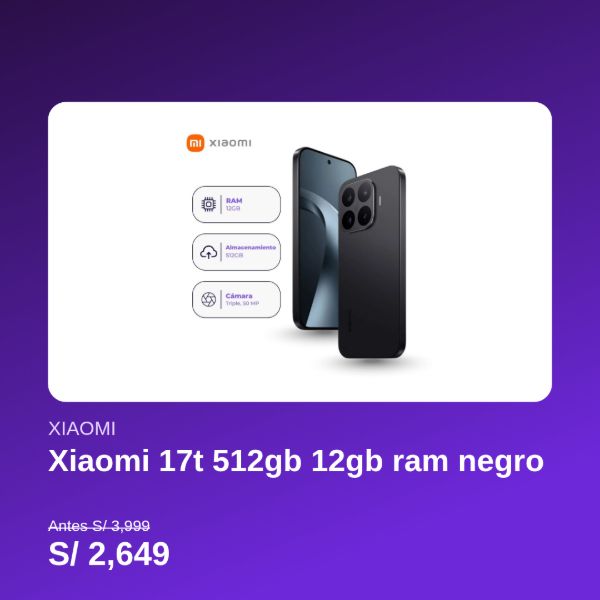 mi xiaomi
RAM
12GB
Almacenamiento
512GB
Cámara
Triple, 50 MP
XIAOMI
Xiaomi 17t 512gb 12gb ram negro
Antes S/ 3,999
S/ 2,649